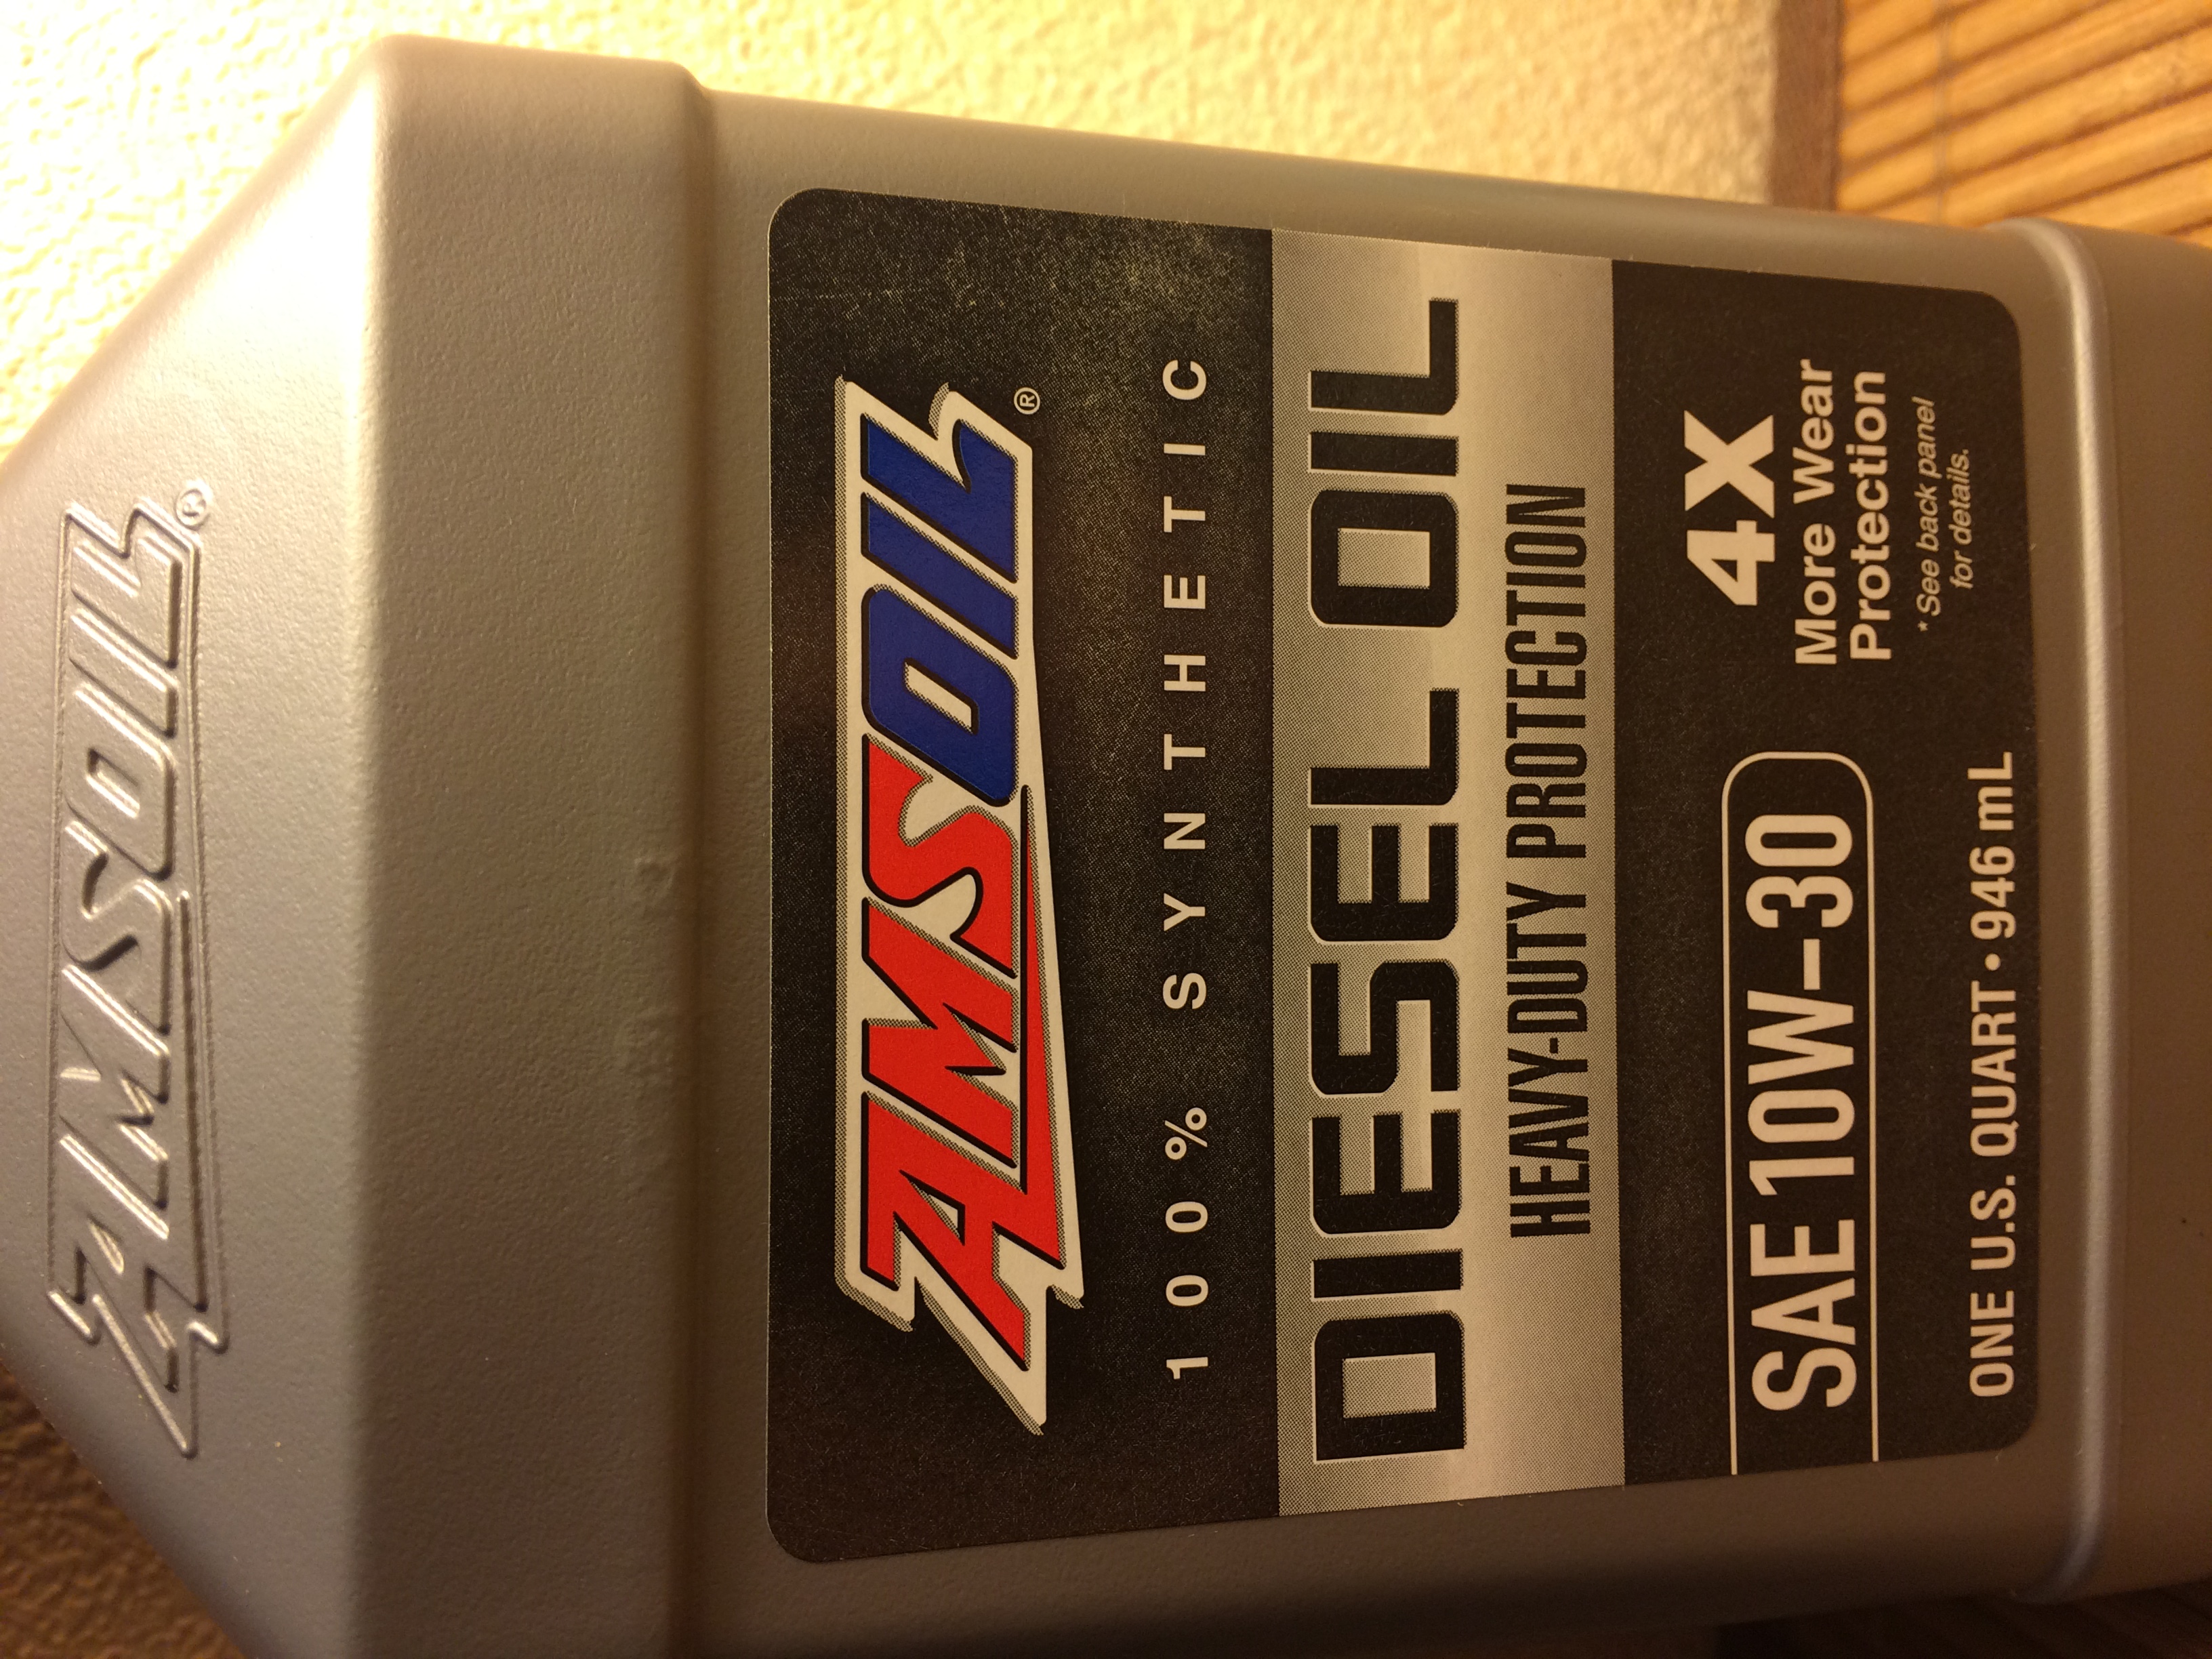 AMSOIL®
AMSOIL®
100% SYNTHETIC
DIESEL OIL
HEAVY-DUTY PROTECTION
SAE 10W-30
4X
More Wear
Protection
*See back panel
for details.
ONE U.S. QUART • 946 mL